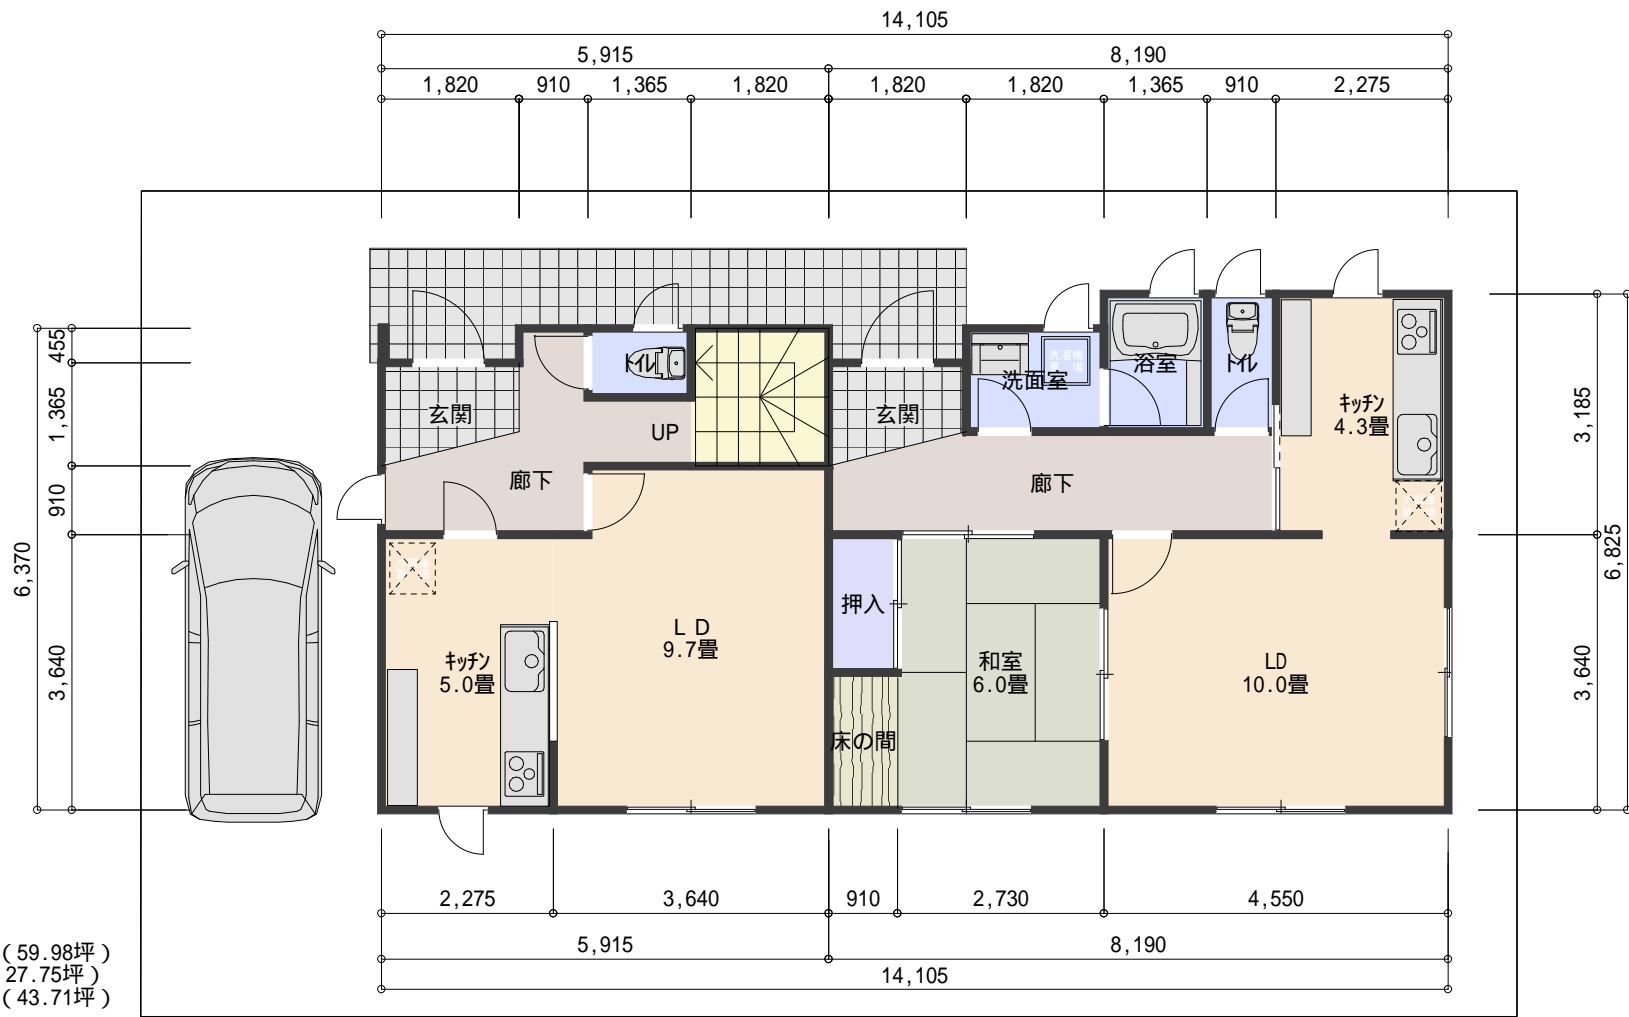 14,105
5,915
8,190
1,820
910
1,365
1,820
1,820
1,820
1,365
910
2,275
455
1,365
910
3,640
6,370
3,185
3,640
6,825
玄関
トイレ
UP
廊下
玄関
洗面室
洗濯機
置場
浴室
トイレ
キッチン
4.3畳
廊下
押入
床の間
和室
6.0畳
LD
10.0畳
ＬＤ
9.7畳
キッチン
5.0畳
2,275
3,640
910
2,730
4,550
5,915
8,190
14,105
(59.98坪)
27.75坪)
(43.71坪)